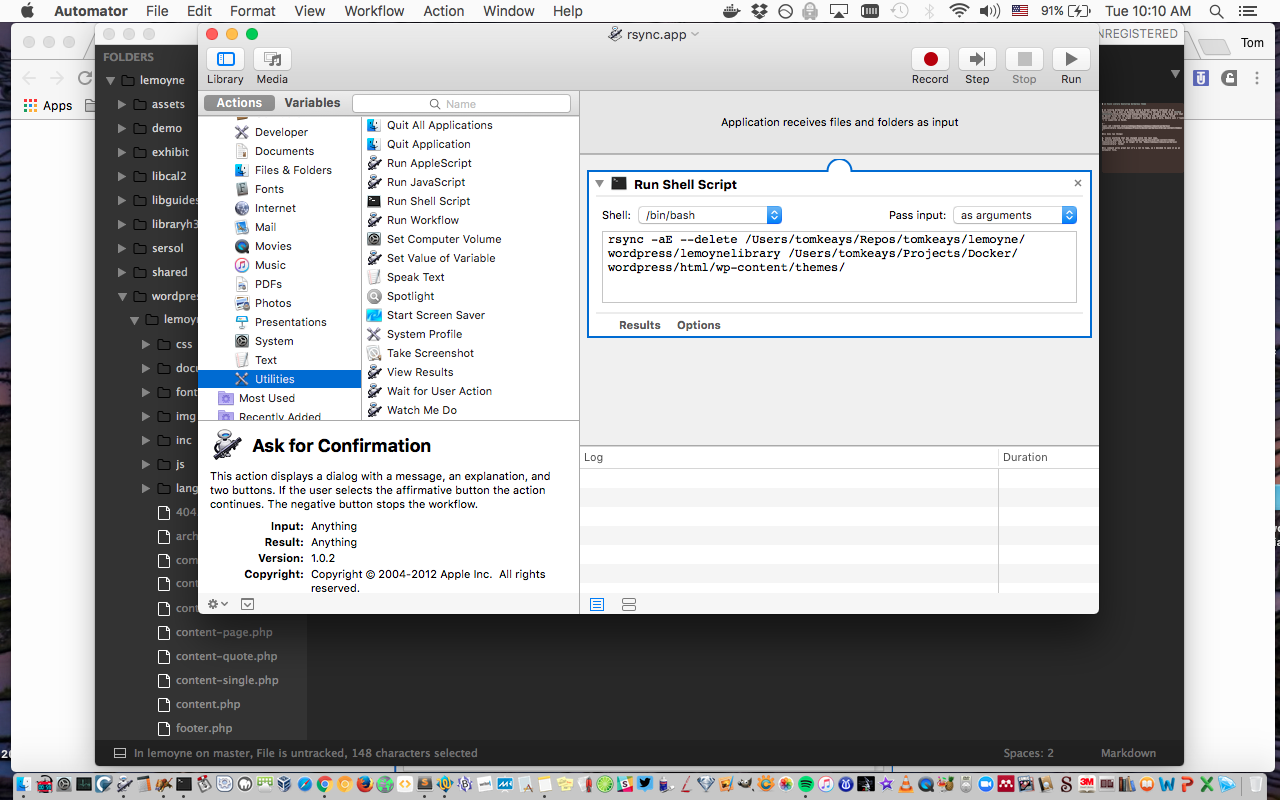 Automator File Edit Format View Workflow Action Window Help 91% Tue 10:10 AM
rsync.app
NREGISTERED
Tom
Apps
FOLDERS
lemoyne
assets
demo
exhibit
libcal2
libguides
libraryh3
sersol
shared
wordpres
lemoyn
css
docu
font
img
inc
js
lang
404
arch
com
cont
cont
content-page.php
content-quote.php
content-single.php
content.php
footer.php
Library Media
Record Step Stop Run
Actions Variables Name
Developer
Documents
Files & Folders
Fonts
Internet
Mail
Movies
Music
PDFs
Photos
Presentations
System
Text
Utilities
Most Used
Recently Added
Quit All Applications
Quit Application
Run AppleScript
Run JavaScript
Run Shell Script
Run Workflow
Set Computer Volume
Set Value of Variable
Speak Text
Spotlight
Start Screen Saver
System Profile
Take Screenshot
View Results
Wait for User Action
Watch Me Do
Ask for Confirmation
This action displays a dialog with a message, an explanation, and
two buttons. If the user selects the affirmative button the action
continues. The negative button stops the workflow.
Input: Anything
Result: Anything
Version: 1.0.2
Copyright: Copyright © 2004-2012 Apple Inc. All rights
reserved.
Application receives files and folders as input
Run Shell Script
Shell: /bin/bash Pass input: as arguments
rsync -aE --delete /Users/tomkeays/Repos/tomkeays/lemoyne/
wordpress/lemoynelibrary /Users/tomkeays/Projects/Docker/
wordpress/html/wp-content/themes/
Results Options
Log Duration
In lemoyne on master, File is untracked, 148 characters selected Spaces: 2 Markdown